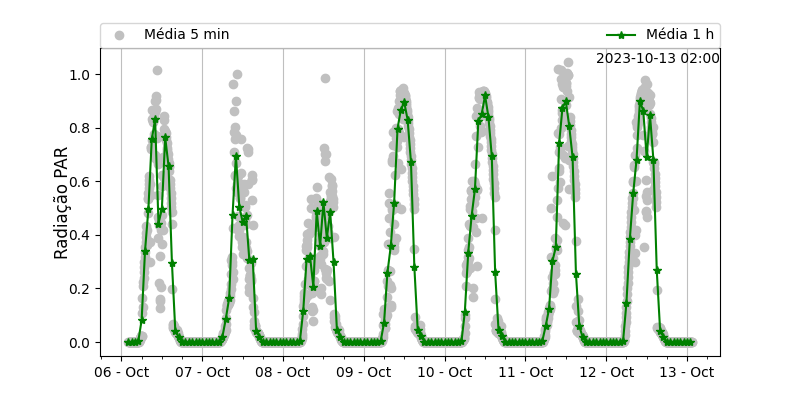 Média 5 min
Média 1 h
2023-10-13 02:00
Radiação PAR
1.0
0.8
0.6
0.4
0.2
0.0
06 - Oct
07 - Oct
08 - Oct
09 - Oct
10 - Oct
11 - Oct
12 - Oct
13 - Oct